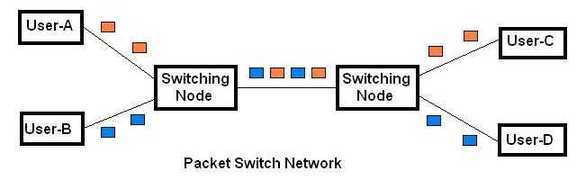 User-A
User-C
Switching
Node
Switching
Node
User-B
User-D
Packet Switch Network